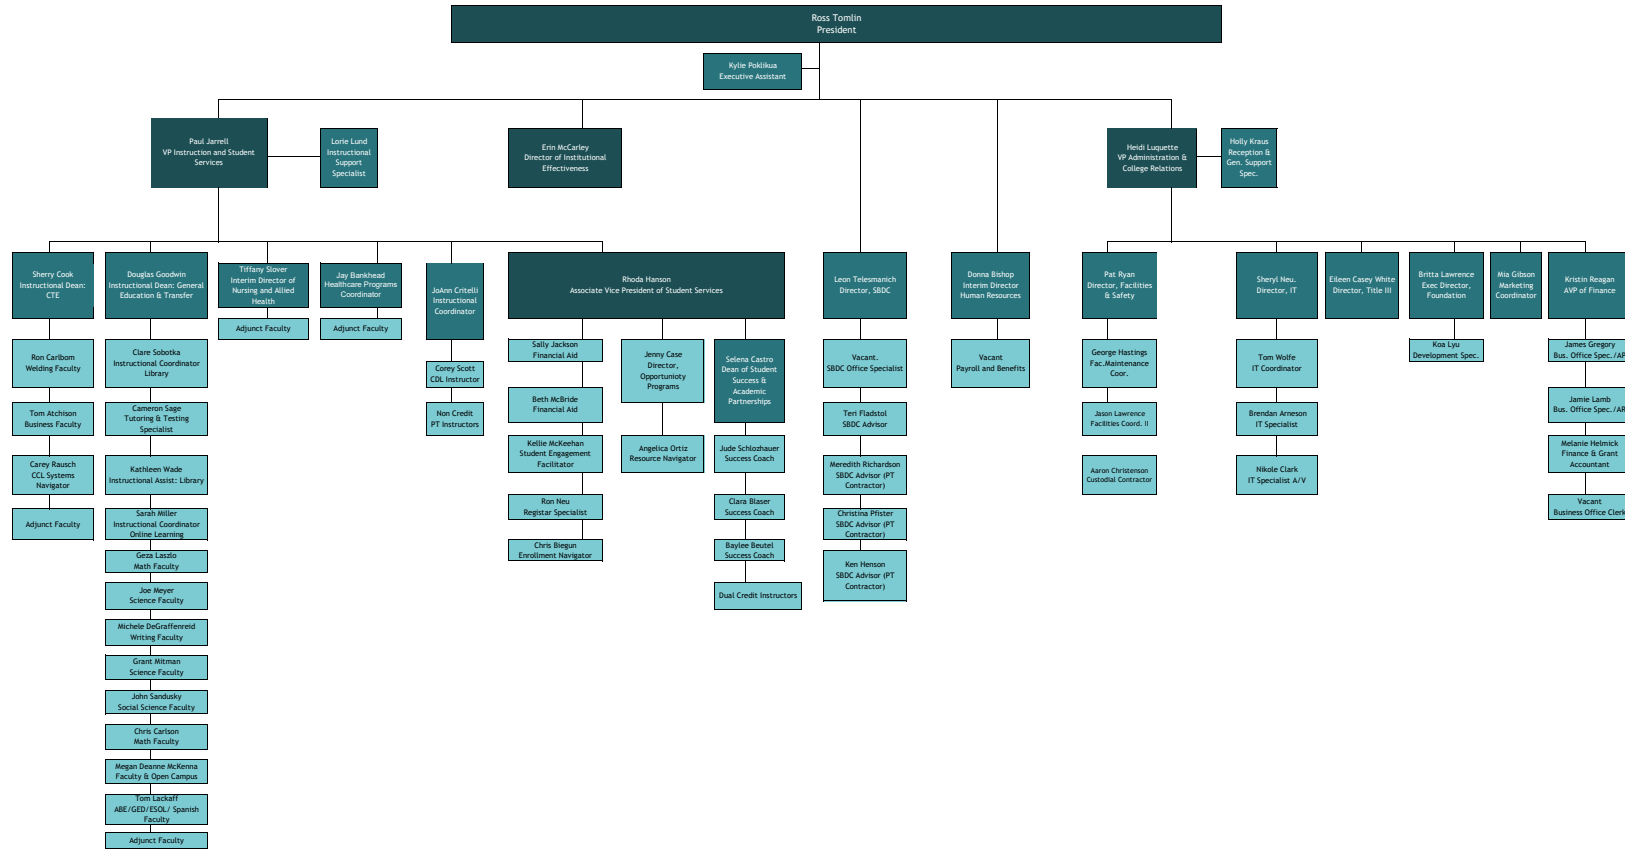 Ross Tomlin
President
Kylie Poklikua
Executive Assistant
Paul Jarrell
VP Instruction and Student
Services
Lorie Lund
Instructional
Support
Specialist
Erin McCarley
Director of Institutional
Effectiveness
Heidi Luquette
VP Administration &
College Relations
Holly Kraus
Reception &
Gen. Support
Spec.
Sherry Cook
Instructional Dean:
CTE
Douglas Goodwin
Instructional Dean: General
Education & Transfer
Tiffany Slover
Interim Director of
Nursing and Allied
Health
Jay Bankhead
Healthcare Programs
Coordinator
JoAnn Critelli
Instructional
Coordinator
Rhoda Hanson
Associate Vice President of Student Services
Leon Telesmanich
Director, SBDC
Donna Bishop
Interim Director
Human Resources
Pat Ryan
Director, Facilities
& Safety
Sheryl Neu.
Director, IT
Eileen Casey White
Director, Title III
Britta Lawrence
Exec Director,
Foundation
Mia Gibson
Marketing
Coordinator
Kristin Reagan
AVP of Finance
Ron Carlbom
Welding Faculty
Tom Atchison
Business Faculty
Carey Rausch
CCL Systems
Navigator
Adjunct Faculty
Clare Sobotka
Instructional Coordinator
Library
Cameron Sage
Tutoring & Testing
Specialist
Kathleen Wade
Instructional Assist: Library
Sarah Miller
Instructional Coordinator
Online Learning
Geza Laszlo
Math Faculty
Joe Meyer
Science Faculty
Michele DeGraffenreid
Writing Faculty
Grant Mitman
Science Faculty
John Sandusky
Social Science Faculty
Chris Carlson
Math Faculty
Megan Deanne McKenna
Faculty & Open Campus
Tom Lackaff
ABE/GED/ESOL/ Spanish
Faculty
Adjunct Faculty
Adjunct Faculty
Adjunct Faculty
Corey Scott
CDL Instructor
Non Credit
PT Instructors
Sally Jackson
Financial Aid
Beth McBride
Financial Aid
Kellie McKeehan
Student Engagement
Facilitator
Ron Neu
Registar Specialist
Chris Biegun
Enrollment Navigator
Jenny Case
Director,
Opportunioty
Programs
Angelica Ortiz
Resource Navigator
Selena Castro
Dean of Student
Success &
Academic
Partnerships
Jude Schlozhauer
Success Coach
Clara Blaser
Success Coach
Baylee Beutel
Success Coach
Dual Credit Instructors
Vacant.
SBDC Office Specialist
Teri Fladstol
SBDC Advisor
Meredith Richardson
SBDC Advisor (PT
Contractor)
Christina Pfister
SBDC Advisor (PT
Contractor)
Ken Henson
SBDC Advisor (PT
Contractor)
Vacant
Payroll and Benefits
George Hastings
Fac.Maintenance
Coor.
Jason Lawrence
Facilities Coord. II
Aaron Christenson
Custodial Contractor
Tom Wolfe
IT Coordinator
Brendan Arneson
IT Specialist
Nikole Clark
IT Specialist A/V
Koa Lyu
Development Spec.
James Gregory
Bus. Office Spec./AP
Jamie Lamb
Bus. Office Spec./AR
Melanie Helmick
Finance & Grant
Accountant
Vacant
Business Office Clerk